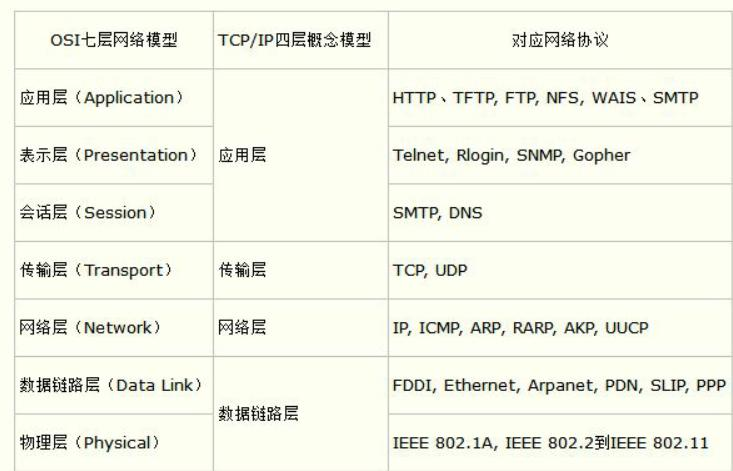 OSI七层网络模型 TCP/IP四层概念模型 对应网络协议
应用层（Application） HTTP、TFTP, FTP, NFS, WAIS、SMTP
表示层（Presentation） 应用层 Telnet, Rlogin, SNMP, Gopher
会话层（Session） SMTP, DNS
传输层（Transport） 传输层 TCP, UDP
网络层（Network） 网络层 IP, ICMP, ARP, RARP, AKP, UUCP
数据链路层（Data Link） FDDI, Ethernet, Arpanet, PDN, SLIP, PPP
数据链路层
物理层（Physical） IEEE 802.1A, IEEE 802.2到IEEE 802.11